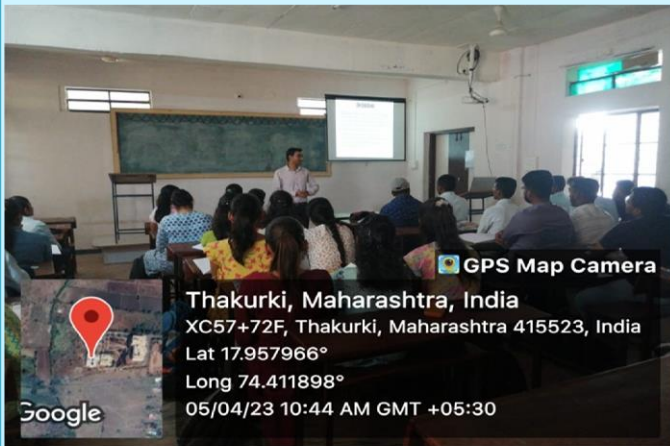 GPS Map Camera
Thakurki, Maharashtra, India
XC57+72F, Thakurki, Maharashtra 415523, India
Lat 17.957966°
Long 74.411898°
05/04/23 10:44 AM GMT +05:30
Google